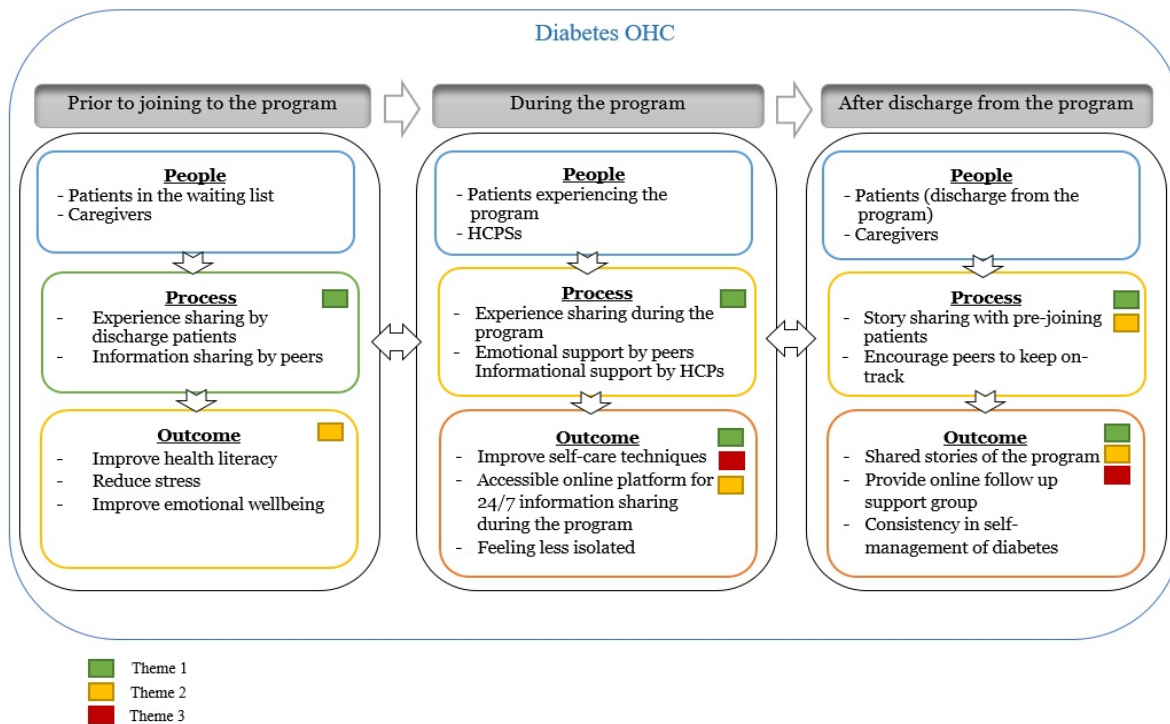 Diabetes OHC
Prior to joining to the program
During the program
After discharge from the program
People
- Patients in the waiting list
- Caregivers
Process
- Experience sharing by
discharge patients
- Information sharing by peers
Outcome
- Improve health literacy
- Reduce stress
- Improve emotional wellbeing
People
- Patients experiencing the
program
- HCPSs
Process
- Experience sharing during the
program
- Emotional support by peers
- Informational support by HCPs
Outcome
- Improve self-care techniques
- Accessible online platform for
24/7 information sharing
during the program
- Feeling less isolated
People
- Patients (discharge from the
program)
- Caregivers
Process
- Story sharing with pre-joining
patients
- Encourage peers to keep on-
track
Outcome
- Shared stories of the program
- Provide online follow up
support group
- Consistency in self-
management of diabetes
Theme 1
Theme 2
Theme 3